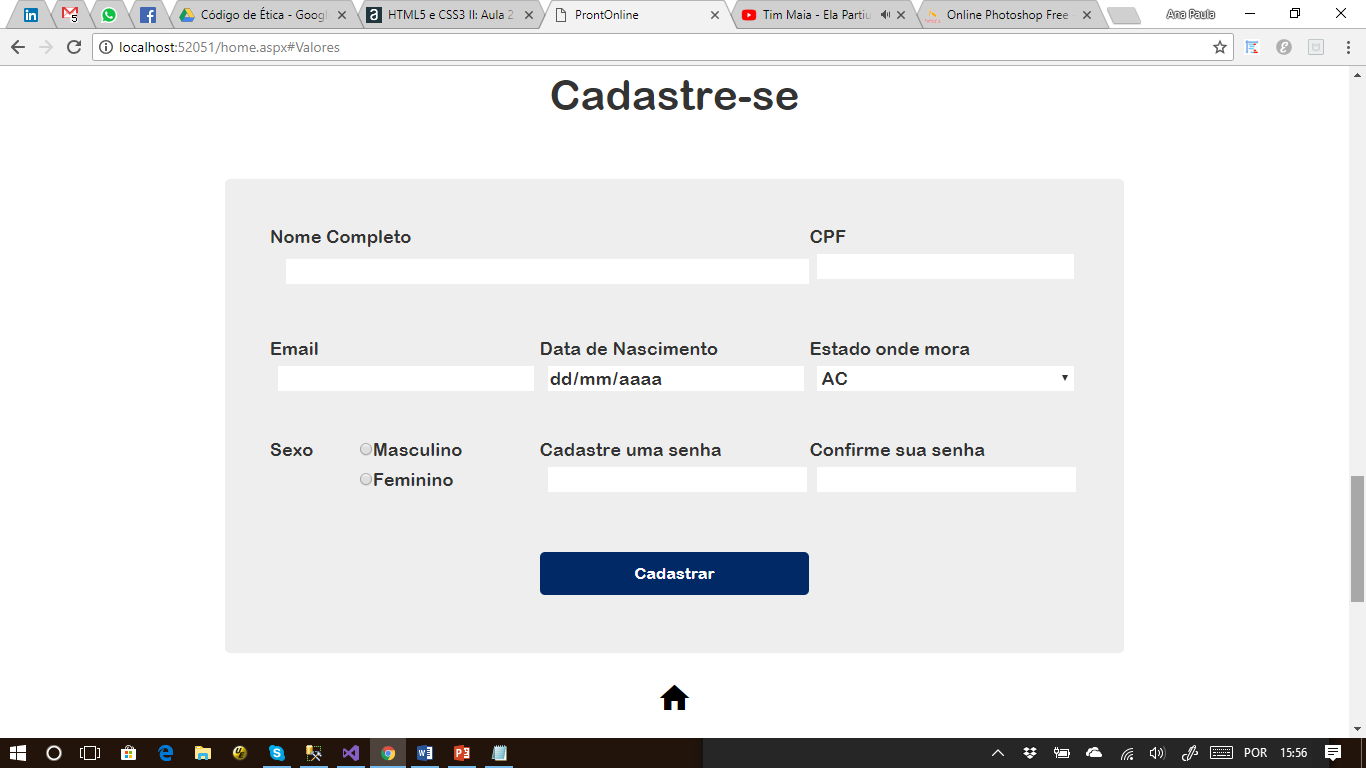 5
Código de Ética - Googl
HTML5 e CSS3 II: Aula 2
ProntOnline
Tim Maia - Ela Partiu
Online Photoshop Free -
Ana Paula
localhost:52051/home.aspx#Valores
Cadastre-se
Nome Completo
CPF
Email
Data de Nascimento
Estado onde mora
dd/mm/aaaa
AC
Sexo
Masculino
Cadastre uma senha
Confirme sua senha
Feminino
Cadastrar
POR
15:56